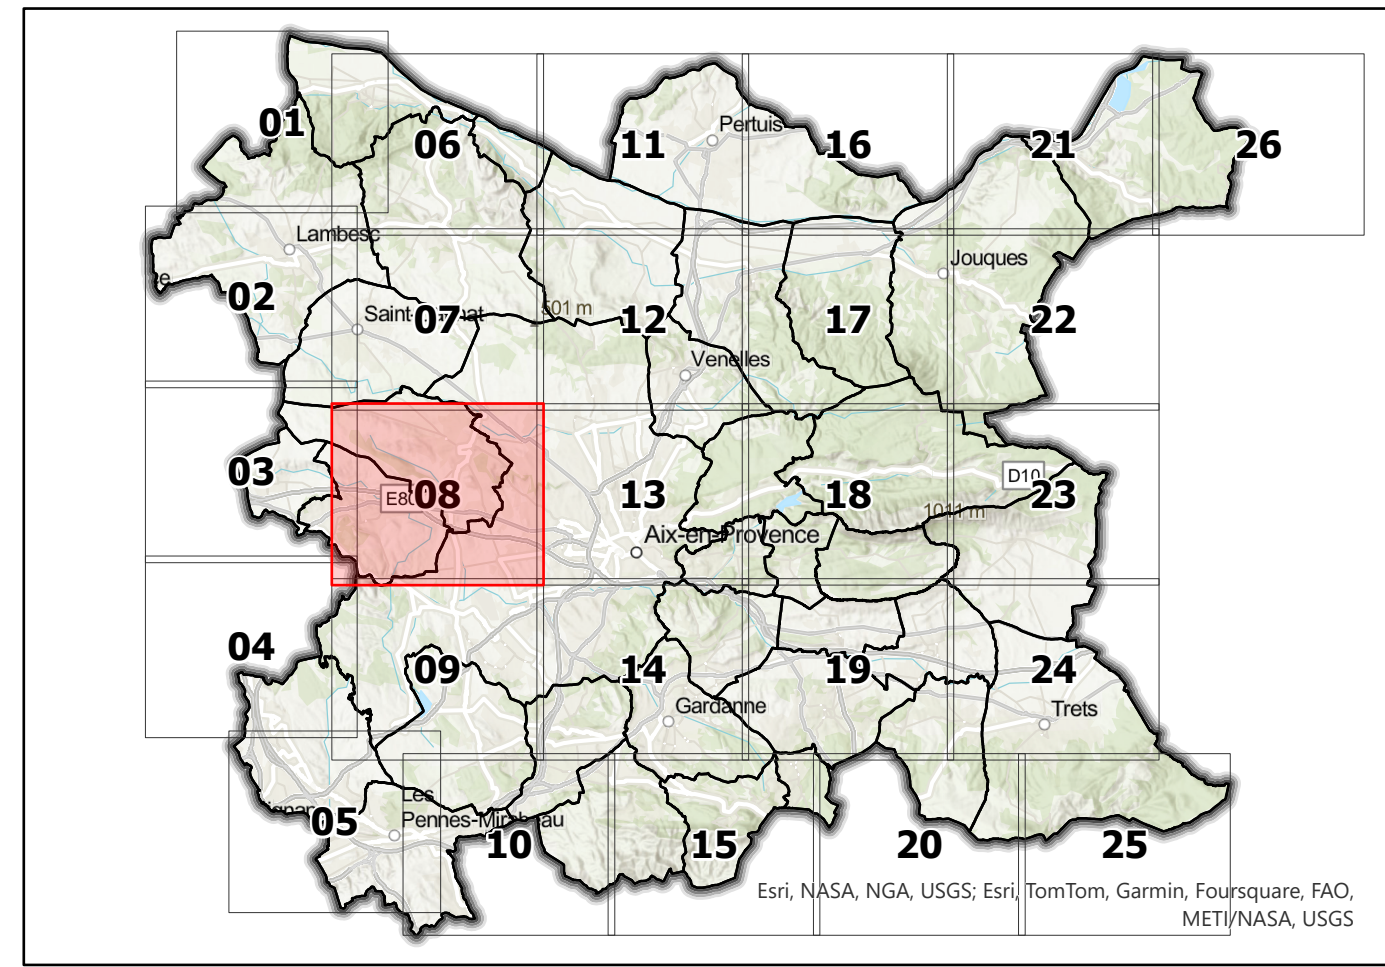 01
06
11
Pertuis
16
21
26
Lambesc
Jouques
02
07
501 m
12
17
22
Venelles
03
08
13
18
D10
23
1011 m
Aix-en-Provence
04
09
14
19
24
Gardanne
Trets
05
Les
Pennes-Mirabeau
10
15
20
25
Esri, NASA, NGA, USGS; Esri, TomTom, Garmin, Foursquare, FAO,
METI/NASA, USGS